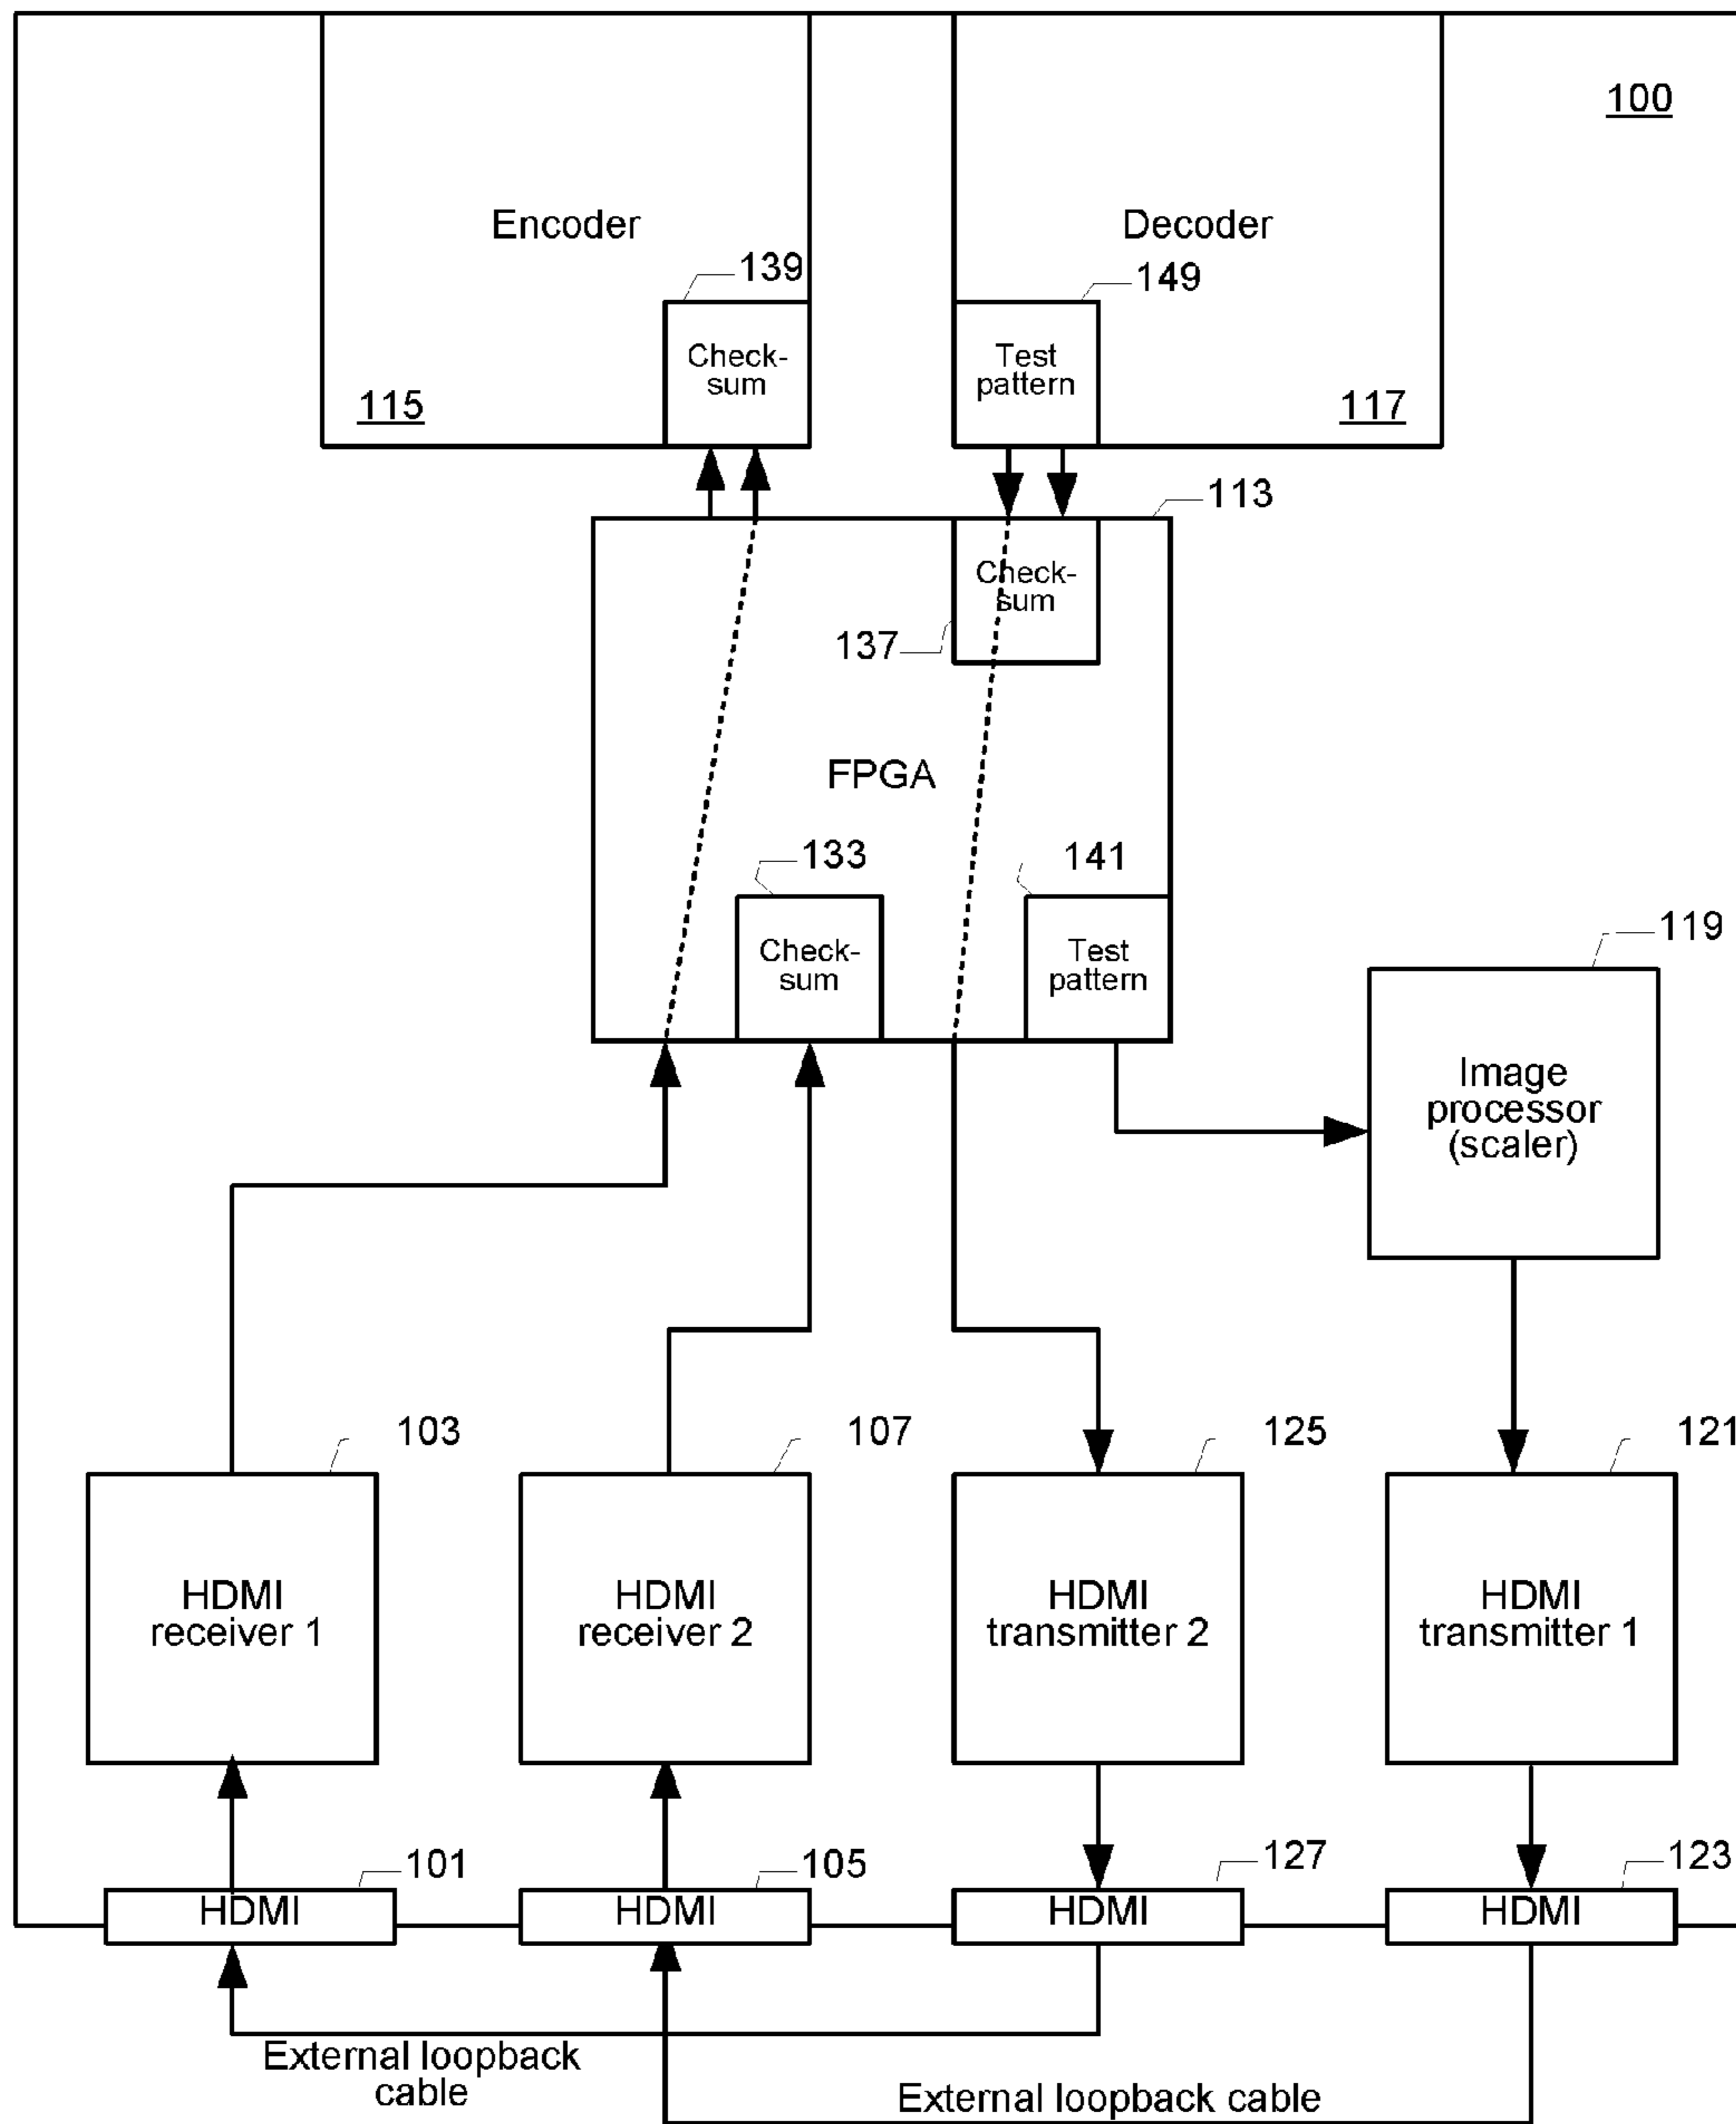 100
Encoder
Decoder
139
149
Check-
sum
Test
pattern
115
117
113
Check-
sum
137
FPGA
133
141
Check-
sum
Test
pattern
119
Image
processor
(scaler)
103
107
125
121
HDMI
receiver 1
HDMI
receiver 2
HDMI
transmitter 2
HDMI
transmitter 1
101
105
127
123
HDMI
HDMI
HDMI
HDMI
External loopback
cable
External loopback cable